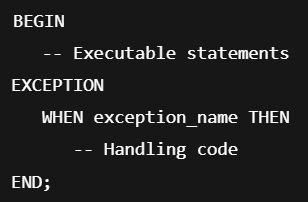 BEGIN
-- Executable statements
EXCEPTION
WHEN exception_name THEN
-- Handling code
END;